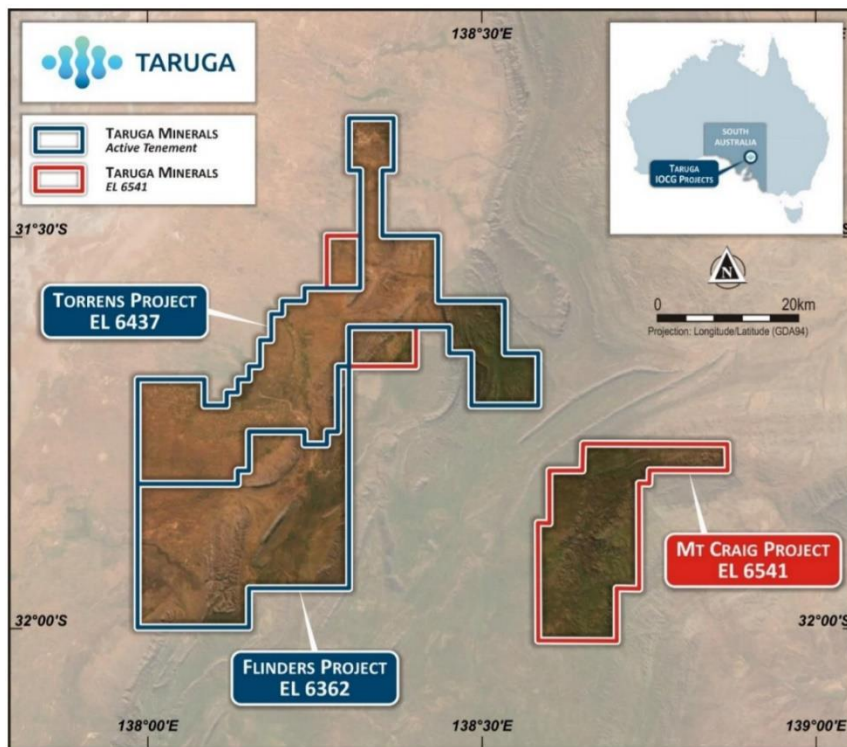 138°30'E
TARUGA
TARUGA MINERALS
Active Tenement
TARUGA MINERALS
EL 6541
SOUTH
AUSTRALIA
TARUGA
IOCG PROJECTS
31°30'S
N
0 20km
Projection: Longitude/Latitude (GDA94)
TORRENS PROJECT
EL 6437
MT CRAIG PROJECT
EL 6541
32°00'S
32°00'S
FLINDERS PROJECT
EL 6362
138°00'E
138°30'E
139°00'E